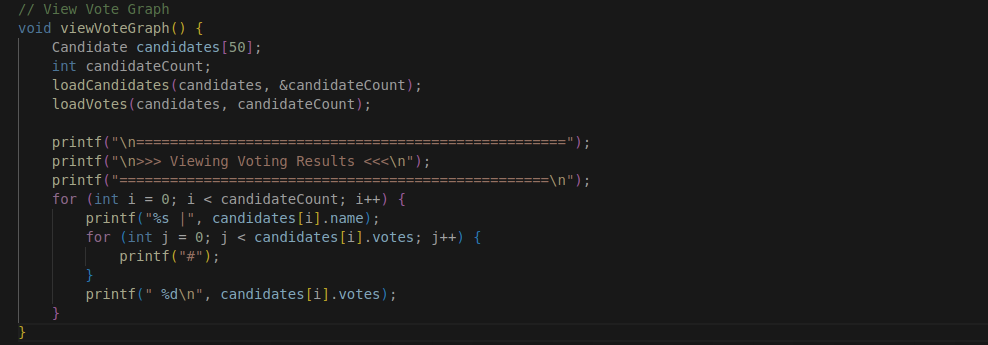 // View Vote Graph
void viewVoteGraph() {
    Candidate candidates[50];
    int candidateCount;
    loadCandidates(candidates, &candidateCount);
    loadVotes(candidates, candidateCount);

    printf("\n===================================================");
    printf("\n>>> Viewing Voting Results <<<\n");
    printf("===================================================\n");
    for (int i = 0; i < candidateCount; i++) {
        printf("%s |", candidates[i].name);
        for (int j = 0; j < candidates[i].votes; j++) {
            printf("#");
        }
        printf(" %d\n", candidates[i].votes);
    }
}